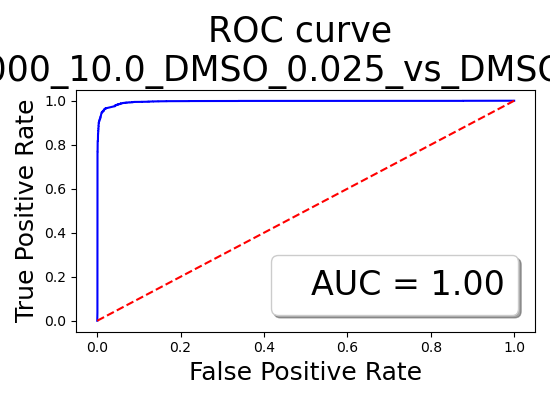 ROC curve
000_10.0_DMSO_0.025_vs_DMSO
1.0
0.8
0.6
0.4
0.2
0.0
True Positive Rate
AUC = 1.00
0.0 0.2 0.4 0.6 0.8 1.0
False Positive Rate